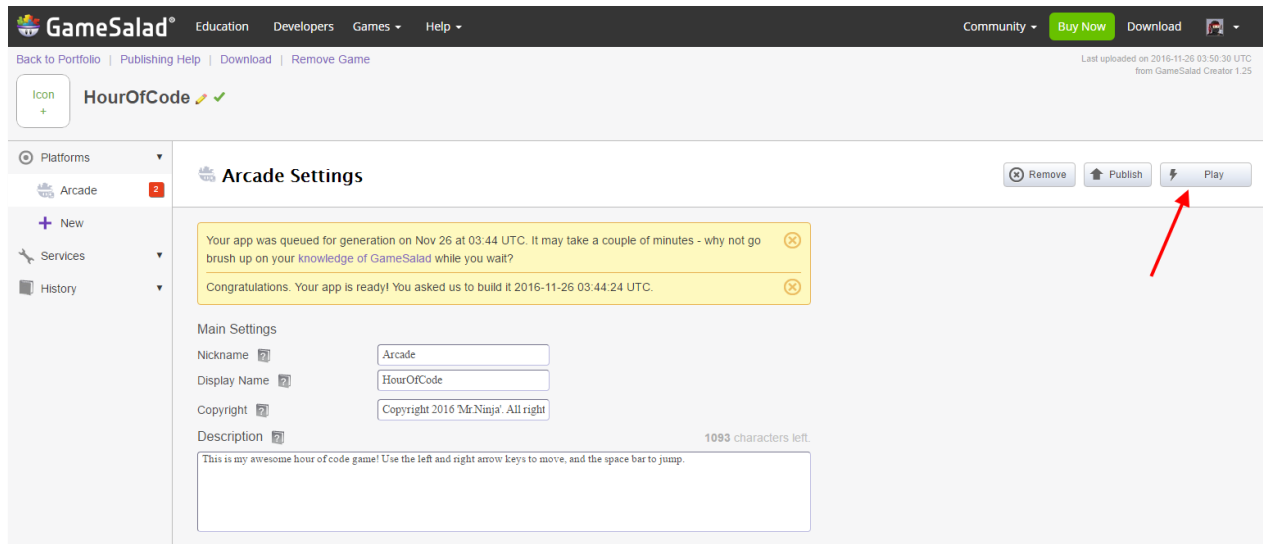 GameSalad® Education Developers Games Help Community Buy Now Download
Back to Portfolio | Publishing Help | Download | Remove Game
Last uploaded on 2016-11-26 03:50:30 UTC
from GameSalad Creator 1.25
Icon
+
HourOfCode
Platforms
Arcade 2
New
Services
History
Arcade Settings
Remove Publish Play
Your app was queued for generation on Nov 26 at 03:44 UTC. It may take a couple of minutes - why not go
brush up on your knowledge of GameSalad while you wait?
Congratulations. Your app is ready! You asked us to build it 2016-11-26 03:44:24 UTC.
Main Settings
Nickname ? Arcade
Display Name ? HourOfCode
Copyright ? Copyright 2016 'Mr.Ninja'. All right
Description ? 1093 characters left.
This is my awesome hour of code game! Use the left and right arrow keys to move, and the space bar to jump.